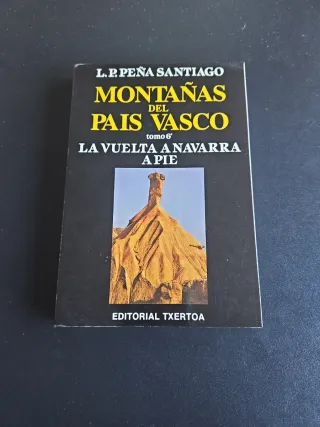 L.P. PEÑA SANTIAGO
MONTAÑAS
DEL
PAIS VASCO
tomo 6º
LA VUELTA A NAVARRA
A PIE
EDITORIAL TXERTOA